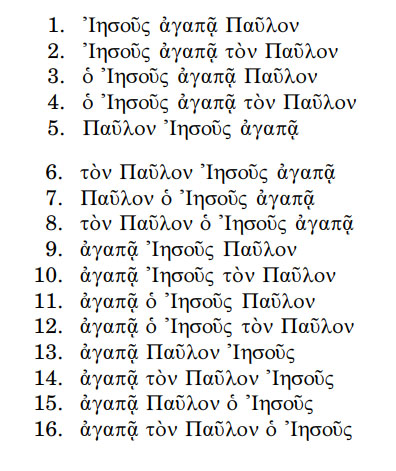 1. Ἰησοῦς ἀγαπᾷ Παῦλον
2. Ἰησοῦς ἀγαπᾷ τὸν Παῦλον
3. ὁ Ἰησοῦς ἀγαπᾷ Παῦλον
4. ὁ Ἰησοῦς ἀγαπᾷ τὸν Παῦλον
5. Παῦλον Ἰησοῦς ἀγαπᾷ
6. τὸν Παῦλον Ἰησοῦς ἀγαπᾷ
7. Παῦλον ὁ Ἰησοῦς ἀγαπᾷ
8. τὸν Παῦλον ὁ Ἰησοῦς ἀγαπᾷ
9. ἀγαπᾷ Ἰησοῦς Παῦλον
10. ἀγαπᾷ Ἰησοῦς τὸν Παῦλον
11. ἀγαπᾷ ὁ Ἰησοῦς Παῦλον
12. ἀγαπᾷ ὁ Ἰησοῦς τὸν Παῦλον
13. ἀγαπᾷ Παῦλον Ἰησοῦς
14. ἀγαπᾷ τὸν Παῦλον Ἰησοῦς
15. ἀγαπᾷ Παῦλον ὁ Ἰησοῦς
16. ἀγαπᾷ τὸν Παῦλον ὁ Ἰησοῦς